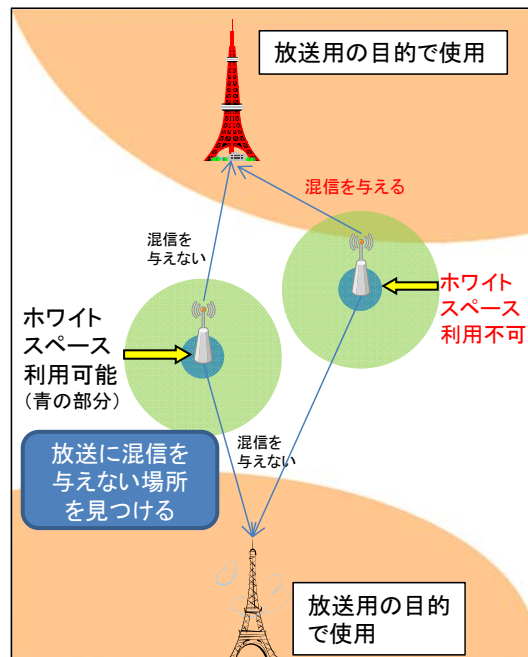 放送用の目的で使用
混信を与える
混信を
与えない
ホワイト
スペース
利用不可
ホワイト
スペース
利用可能
(青の部分)
混信を
与えない
放送に混信を
与えない場所
を見つける
放送用の目的
で使用